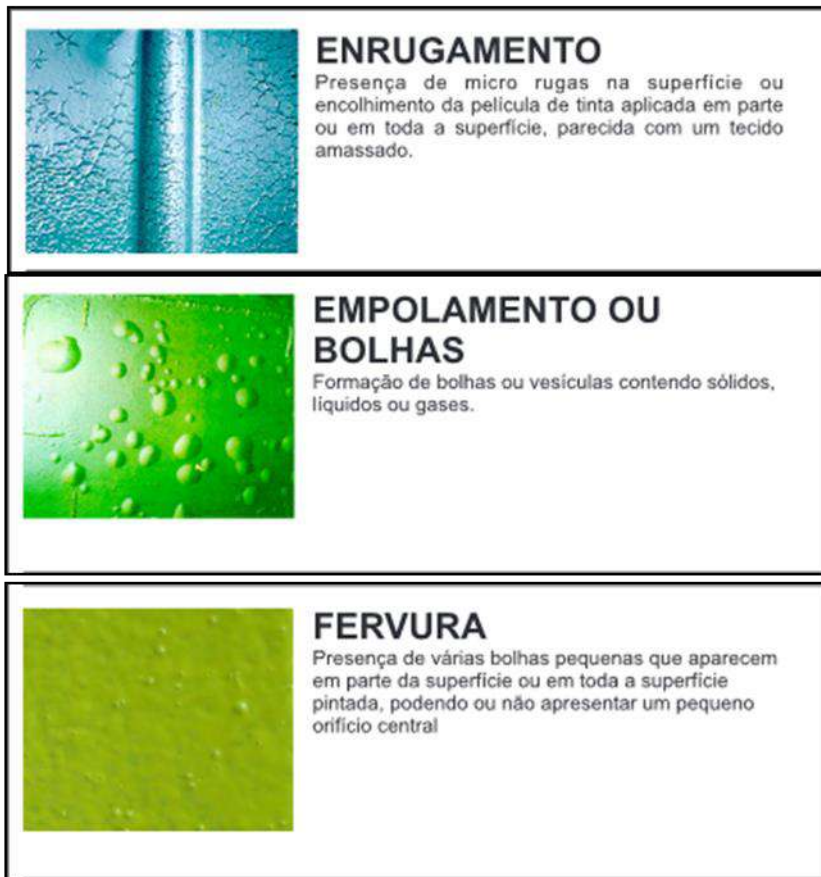 ENRUGAMENTO
Presença de micro rugas na superfície ou
encolhimento da película de tinta aplicada em parte
ou em toda a superfície, parecida com um tecido
amassado.
EMPOLAMENTO OU
BOLHAS
Formação de bolhas ou vesículas contendo sólidos,
líquidos ou gases.
FERVURA
Presença de várias bolhas pequenas que aparecem
em parte da superfície ou em toda a superfície
pintada, podendo ou não apresentar um pequeno
orifício central